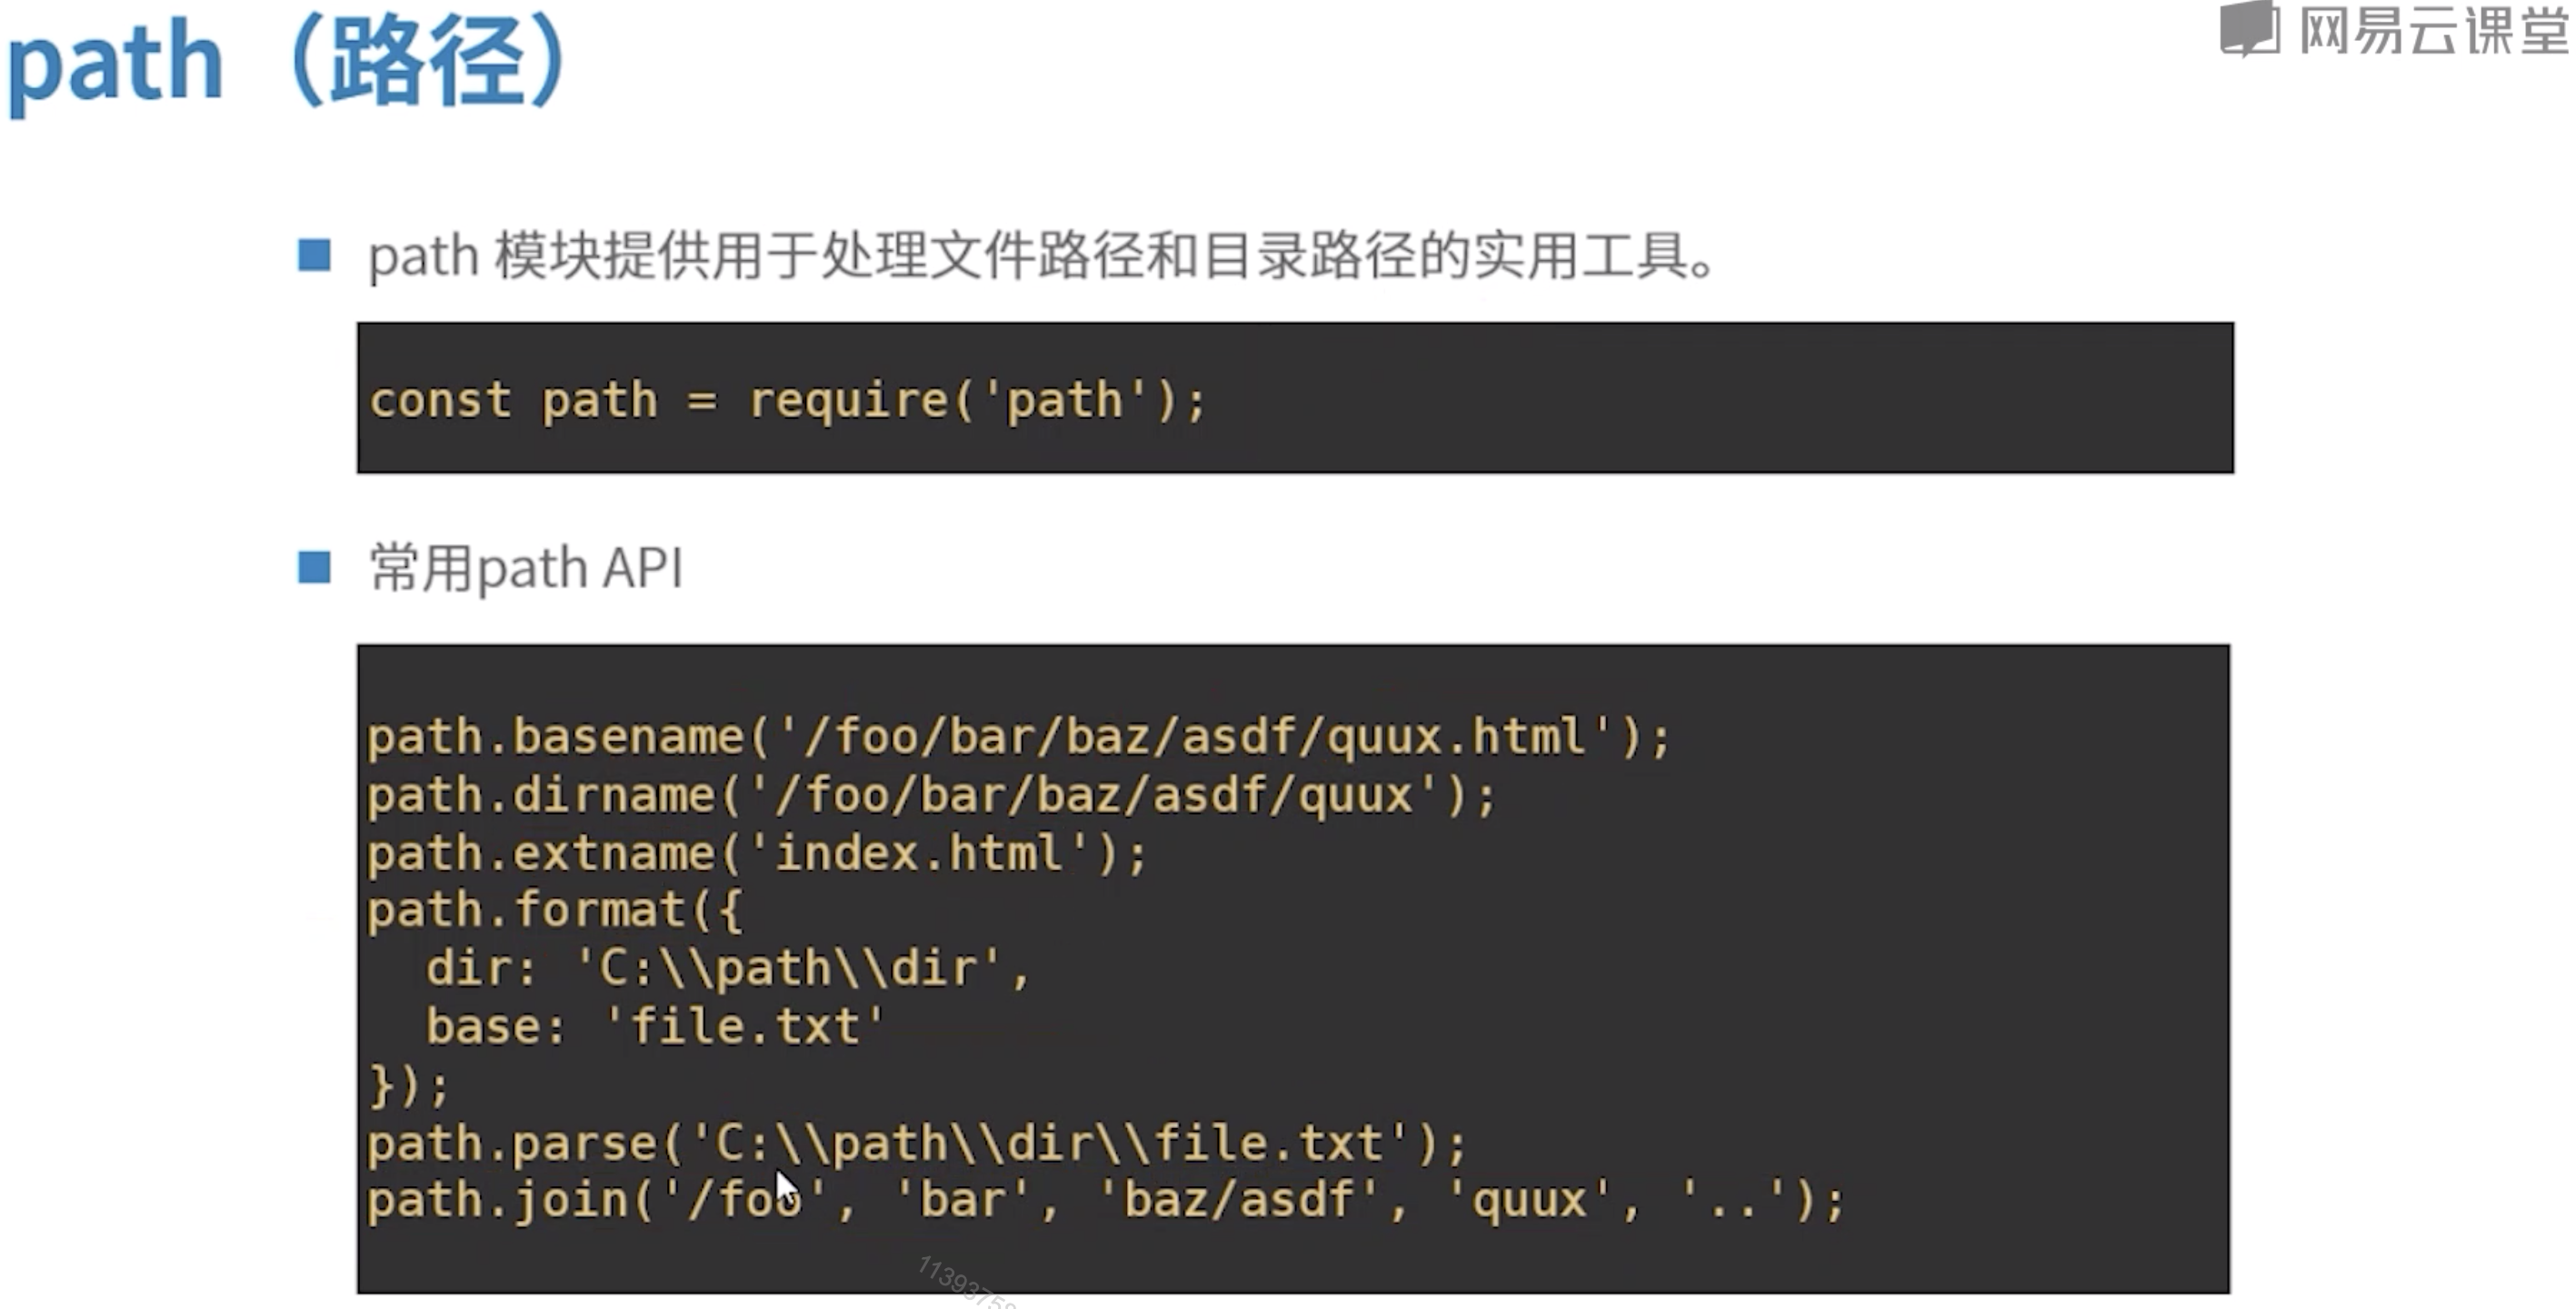 path（路径）
网易云课堂
path 模块提供用于处理文件路径和目录路径的实用工具。
const path = require('path');
常用path API
path.basename('/foo/bar/baz/asdf/quux.html');
path.dirname('/foo/bar/baz/asdf/quux');
path.extname('index.html');
path.format({
  dir: 'C:\\path\\dir',
  base: 'file.txt'
});
path.parse('C:\\path\\dir\\file.txt');
path.join('/foo', 'bar', 'baz/asdf', 'quux', '..');